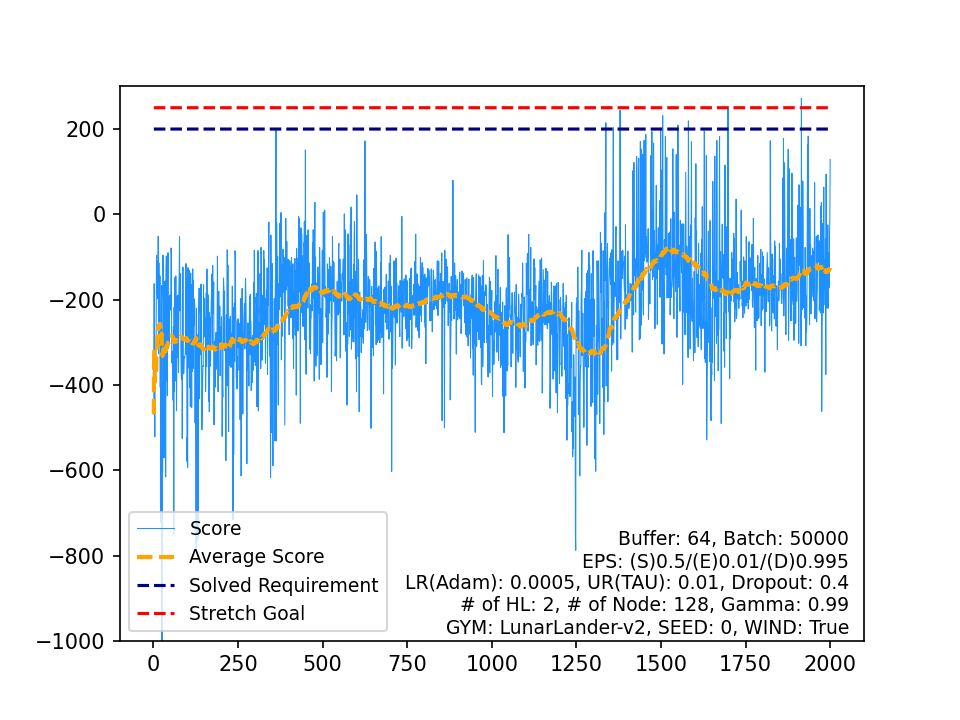 200
0
−200
−400
−600
−800
−1000
Score
Average Score
Solved Requirement
Stretch Goal
Buffer: 64, Batch: 50000
EPS: (S)0.5/(E)0.01/(D)0.995
LR(Adam): 0.0005, UR(TAU): 0.01, Dropout: 0.4
# of HL: 2, # of Node: 128, Gamma: 0.99
GYM: LunarLander-v2, SEED: 0, WIND: True
0 250 500 750 1000 1250 1500 1750 2000